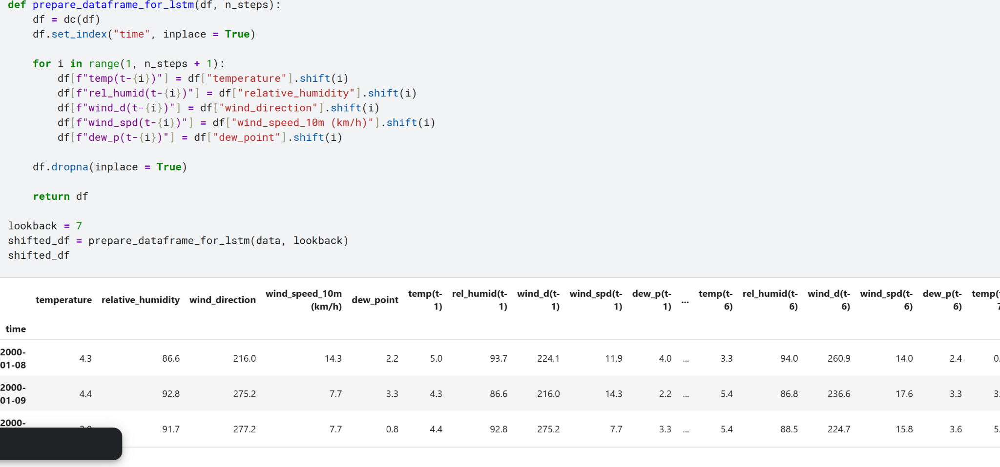 def prepare_dataframe_for_lstm(df, n_steps):
    df = dc(df)
    df.set_index("time", inplace = True)
    for i in range(1, n_steps + 1):
        df[f"temp(t-{i})"] = df["temperature"].shift(i)
        df[f"rel_humid(t-{i})"] = df["relative_humidity"].shift(i)
        df[f"wind_d(t-{i})"] = df["wind_direction"].shift(i)
        df[f"wind_spd(t-{i})"] = df["wind_speed_10m (km/h)"].shift(i)
        df[f"dew_p(t-{i})"] = df["dew_point"].shift(i)
    df.dropna(inplace = True)
    return df
lookback = 7
shifted_df = prepare_dataframe_for_lstm(data, lookback)
shifted_df
temperature relative_humidity wind_direction wind_speed_10m (km/h) dew_point temp(t-1) rel_humid(t-1) wind_d(t-1) wind_spd(t-1) dew_p(t-1) ... temp(t-6) rel_humid(t-6) wind_d(t-6) wind_spd(t-6) dew_p(t-6) temp(
time
2000-01-08 4.3 86.6 216.0 14.3 2.2 5.0 93.7 224.1 11.9 4.0 ... 3.3 94.0 260.9 14.0 2.4 0.
2000-01-09 4.4 92.8 275.2 7.7 3.3 4.3 86.6 216.0 14.3 2.2 ... 5.4 86.8 236.6 17.6 3.3 3.
2000- 91.7 277.2 7.7 0.8 4.4 92.8 275.2 7.7 3.3 ... 5.4 88.5 224.7 15.8 3.6 5.